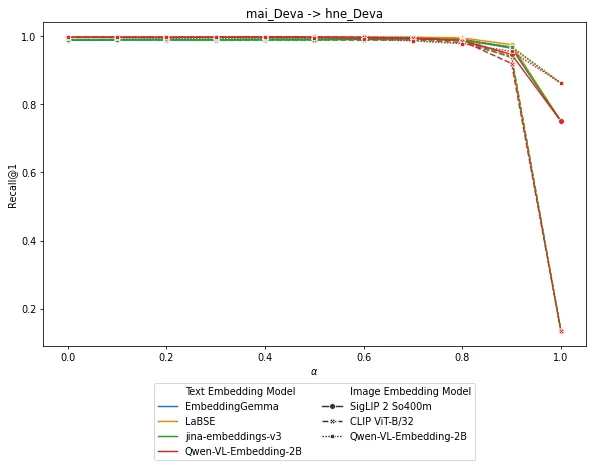 mai_Deva -> hne_Deva
Recall@1
1.0
0.8
0.6
0.4
0.2
0.0 0.2 0.4 0.6 0.8 1.0
α
Text Embedding Model
EmbeddingGemma
LaBSE
jina-embeddings-v3
Qwen-VL-Embedding-2B
Image Embedding Model
SigLIP 2 So400m
CLIP ViT-B/32
Qwen-VL-Embedding-2B